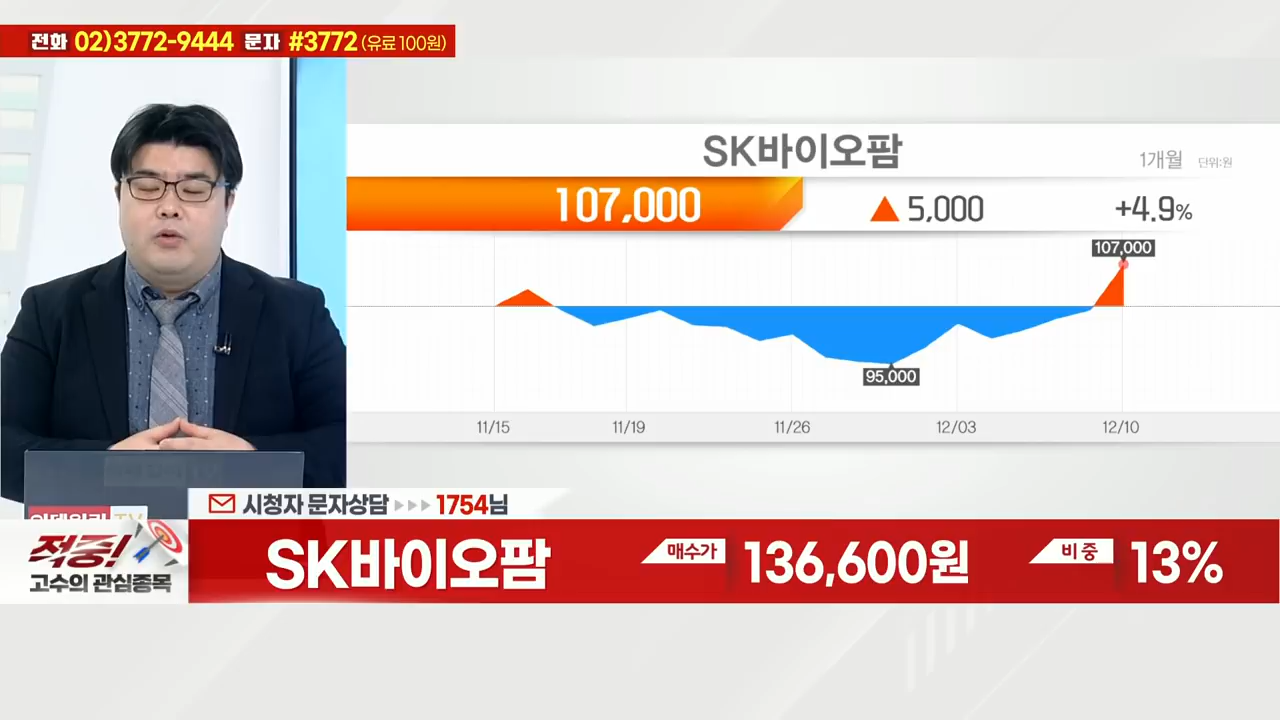 전화 02)3772-9444 문자 #3772 (유료 100원)
SK바이오팜
1개월 단위:원
107,000 ▲ 5,000 +4.9%
107,000
95,000
11/15 11/19 11/26 12/03 12/10
시청자 문자상담 ▷▷▷ 1754님
TV
적중!
고수의 관심종목
SK바이오팜 매수가 136,600원 비중 13%